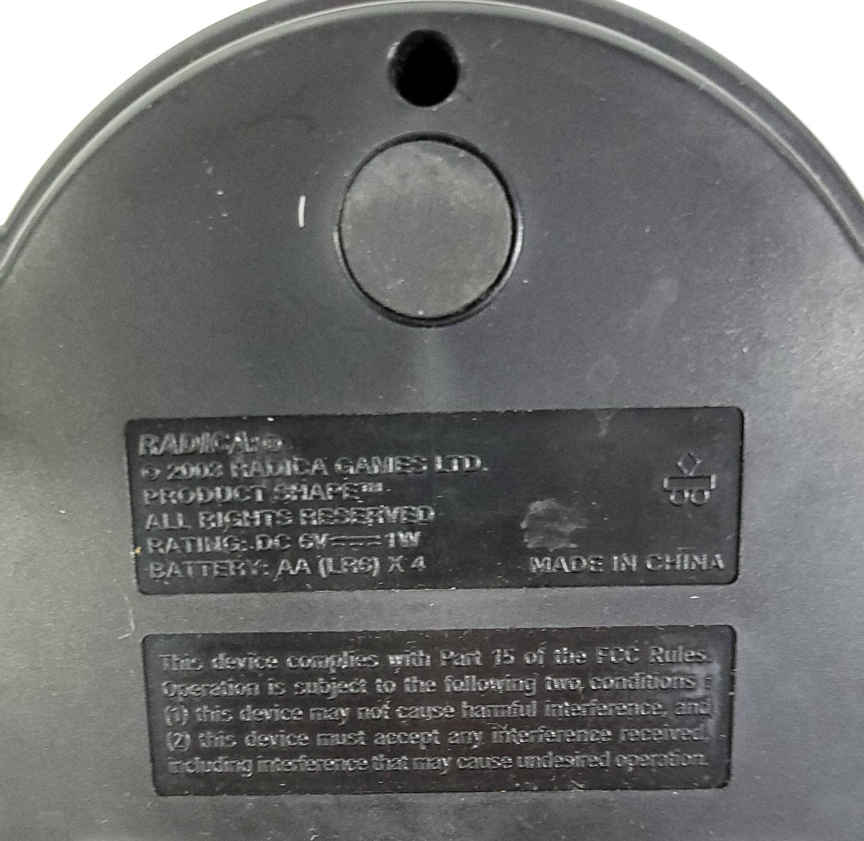 RADICA:®
© 2003 RADICA GAMES LTD.
PRODUCT SHAPE™
ALL RIGHTS RESERVED
RATING: DC 6V⎓1W
BATTERY: AA (LR6) X 4
MADE IN CHINA
This device complies with Part 15 of the FCC Rules.
Operation is subject to the following two conditions :
(1) this device may not cause harmful interference, and
(2) this device must accept any interference received,
including interference that may cause undesired operation.